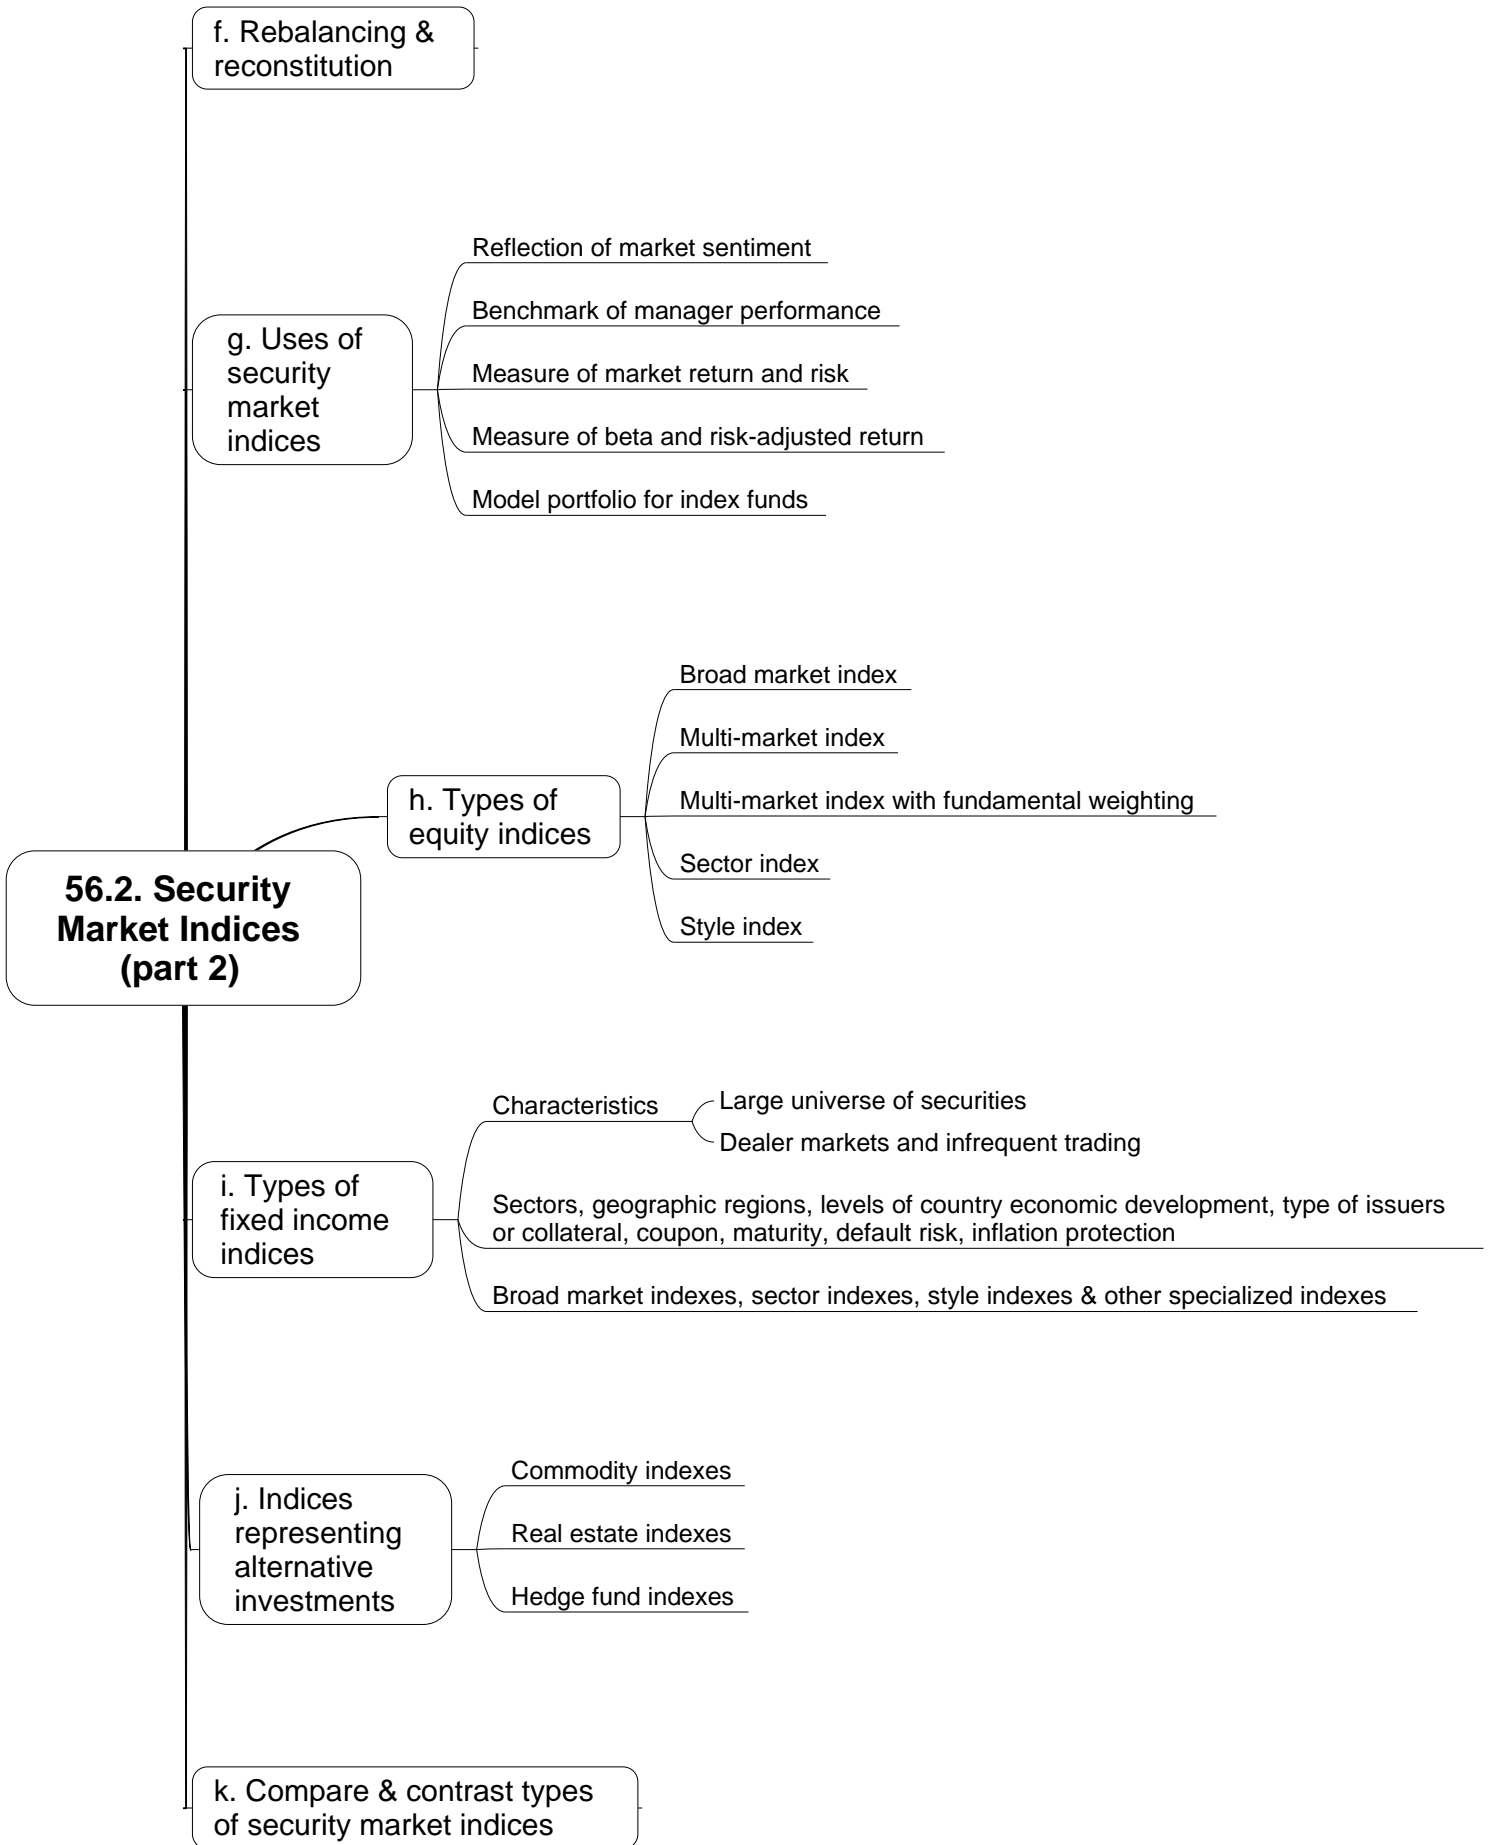 f. Rebalancing &
reconstitution
Reflection of market sentiment
Benchmark of manager performance
g. Uses of
security
market
indices
Measure of market return and risk
Measure of beta and risk-adjusted return
Model portfolio for index funds
Broad market index
Multi-market index
h. Types of
equity indices
Multi-market index with fundamental weighting
Sector index
Style index
56.2. Security
Market Indices
(part 2)
Characteristics
Large universe of securities
Dealer markets and infrequent trading
i. Types of
fixed income
indices
Sectors, geographic regions, levels of country economic development, type of issuers
or collateral, coupon, maturity, default risk, inflation protection
Broad market indexes, sector indexes, style indexes & other specialized indexes
j. Indices
representing
alternative
investments
Commodity indexes
Real estate indexes
Hedge fund indexes
k. Compare & contrast types
of security market indices